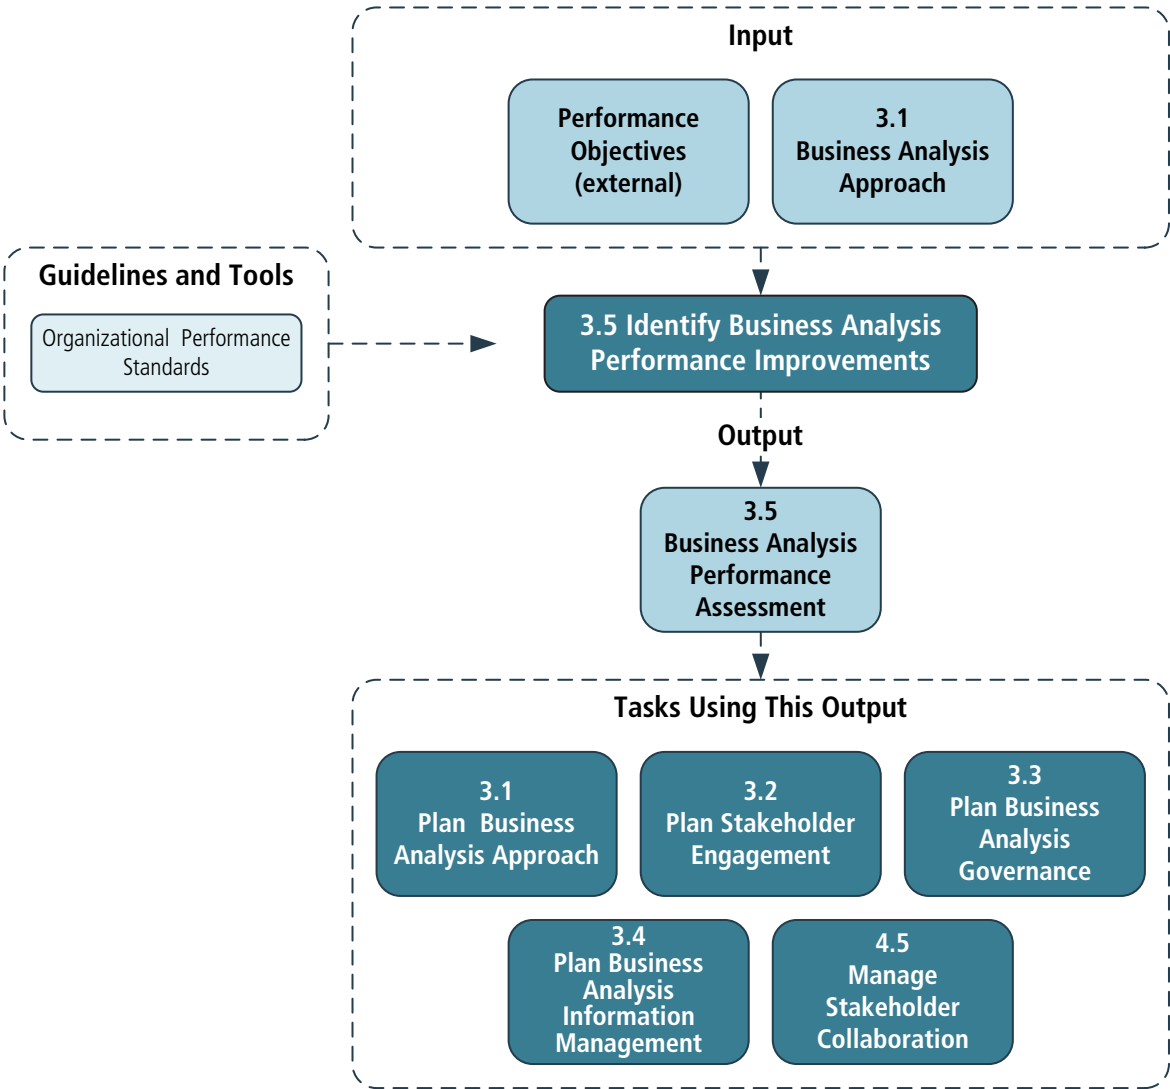 Input
Performance
Objectives
(external)
3.1
Business Analysis
Approach
Guidelines and Tools
Organizational Performance
Standards
3.5 Identify Business Analysis
Performance Improvements
Output
3.5
Business Analysis
Performance
Assessment
Tasks Using This Output
3.1
Plan Business
Analysis Approach
3.2
Plan Stakeholder
Engagement
3.3
Plan Business
Analysis
Governance
3.4
Plan Business
Analysis
Information
Management
4.5
Manage
Stakeholder
Collaboration